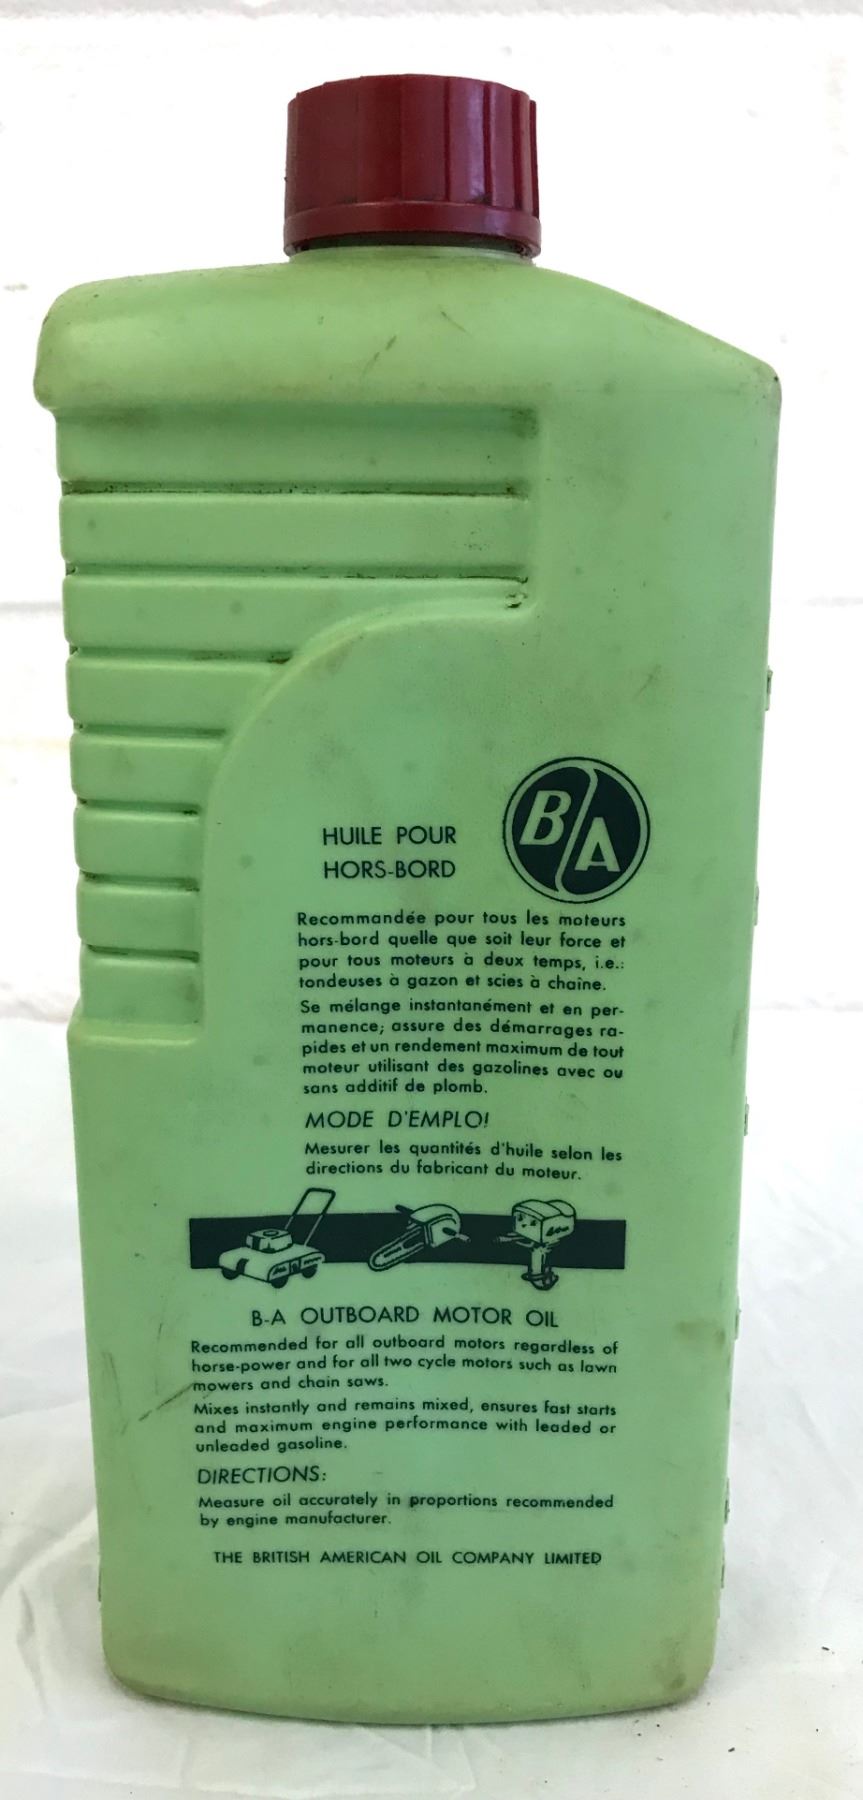 HUILE POUR
HORS-BORD
B/A
Recommandée pour tous les moteurs
hors-bord quelle que soit leur force et
pour tous moteurs à deux temps, i.e.:
tondeuses à gazon et scies à chaîne.
Se mélange instantanément et en per-
manence; assure des démarrages ra-
pides et un rendement maximum de tout
moteur utilisant des gazolines avec ou
sans additif de plomb.
MODE D'EMPLOI
Mesurer les quantités d'huile selon les
directions du fabricant du moteur.
B-A OUTBOARD MOTOR OIL
Recommended for all outboard motors regardless of
horse-power and for all two cycle motors such as lawn
mowers and chain saws.
Mixes instantly and remains mixed, ensures fast starts
and maximum engine performance with leaded or
unleaded gasoline.
DIRECTIONS:
Measure oil accurately in proportions recommended
by engine manufacturer.
THE BRITISH AMERICAN OIL COMPANY LIMITED